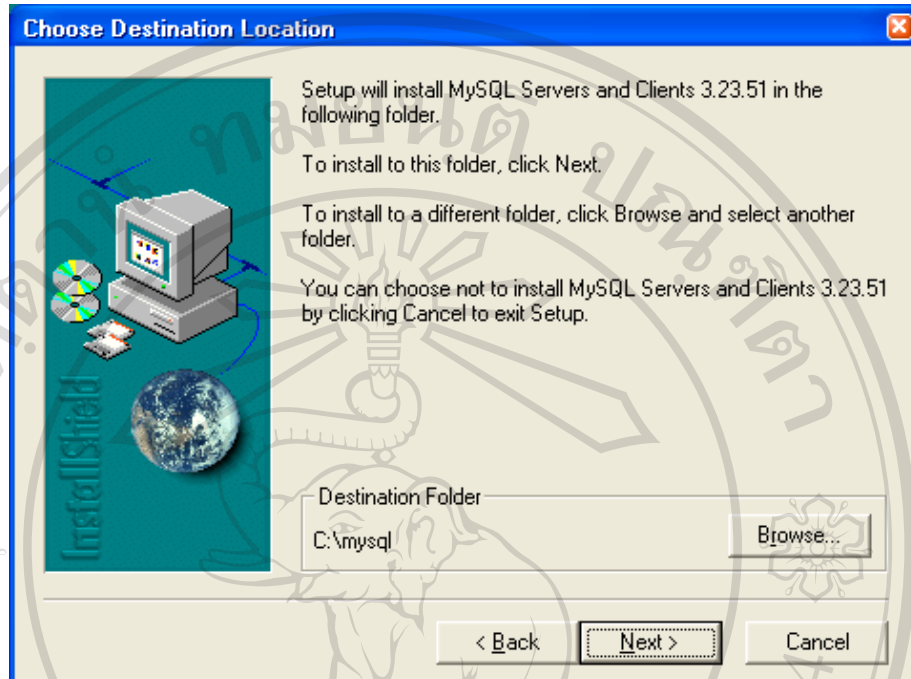 Choose Destination Location
Setup will install MySQL Servers and Clients 3.23.51 in the
following folder.
To install to this folder, click Next.
To install to a different folder, click Browse and select another
folder.
You can choose not to install MySQL Servers and Clients 3.23.51
by clicking Cancel to exit Setup.
InstallShield
Destination Folder
C:\mysql
Browse...
< Back
Next >
Cancel